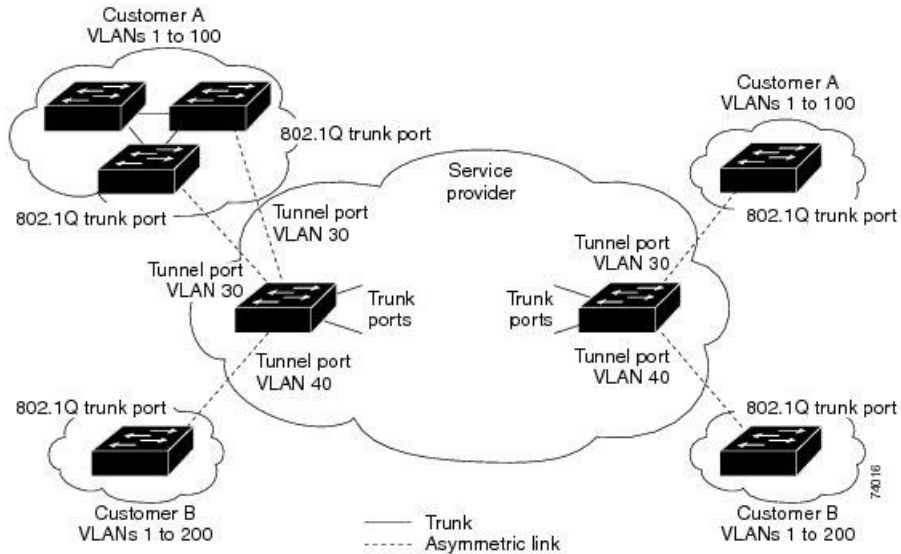 Customer A
VLANs 1 to 100
802.1Q trunk port
802.1Q trunk port
Tunnel port
VLAN 30
Tunnel port
VLAN 30
Service
provider
Customer A
VLANs 1 to 100
802.1Q trunk port
Tunnel port
VLAN 30
Trunk
ports
Trunk
ports
Tunnel port
VLAN 40
Tunnel port
VLAN 40
802.1Q trunk port
802.1Q trunk port
Customer B
VLANs 1 to 200
Customer B
VLANs 1 to 200
74016
Trunk
Asymmetric link